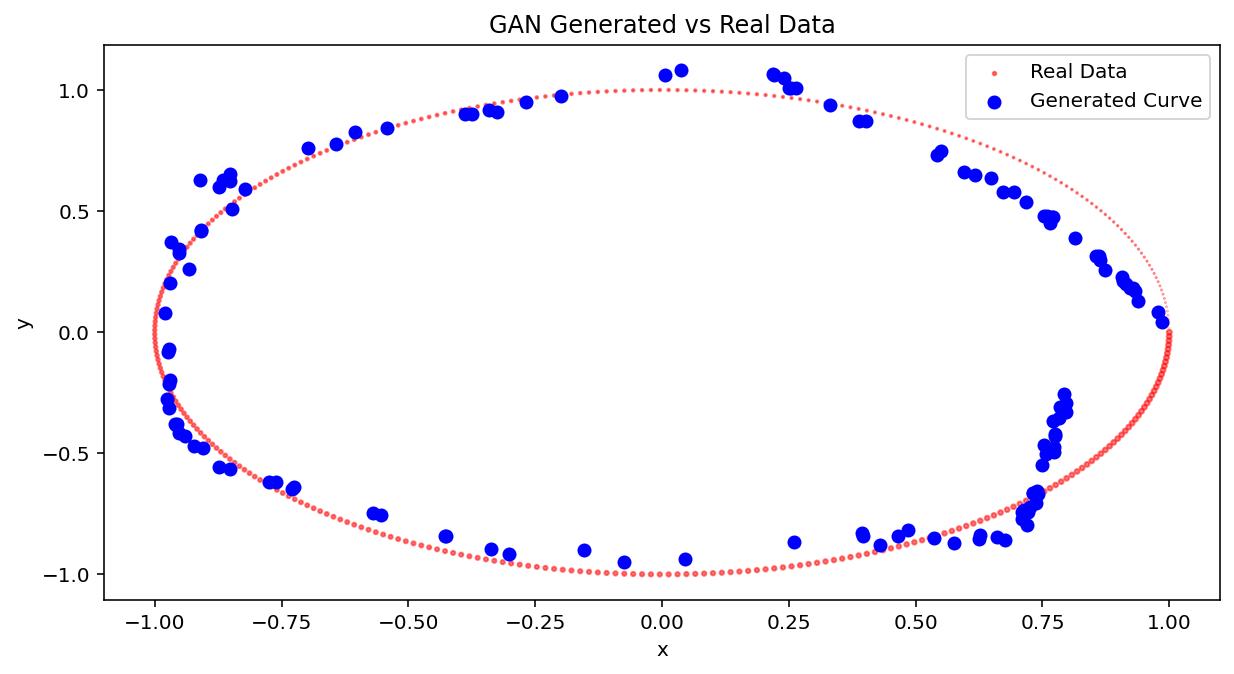 GAN Generated vs Real Data
Real Data
Generated Curve
y
1.0
0.5
0.0
−0.5
−1.0
−1.00 −0.75 −0.50 −0.25 0.00 0.25 0.50 0.75 1.00
x